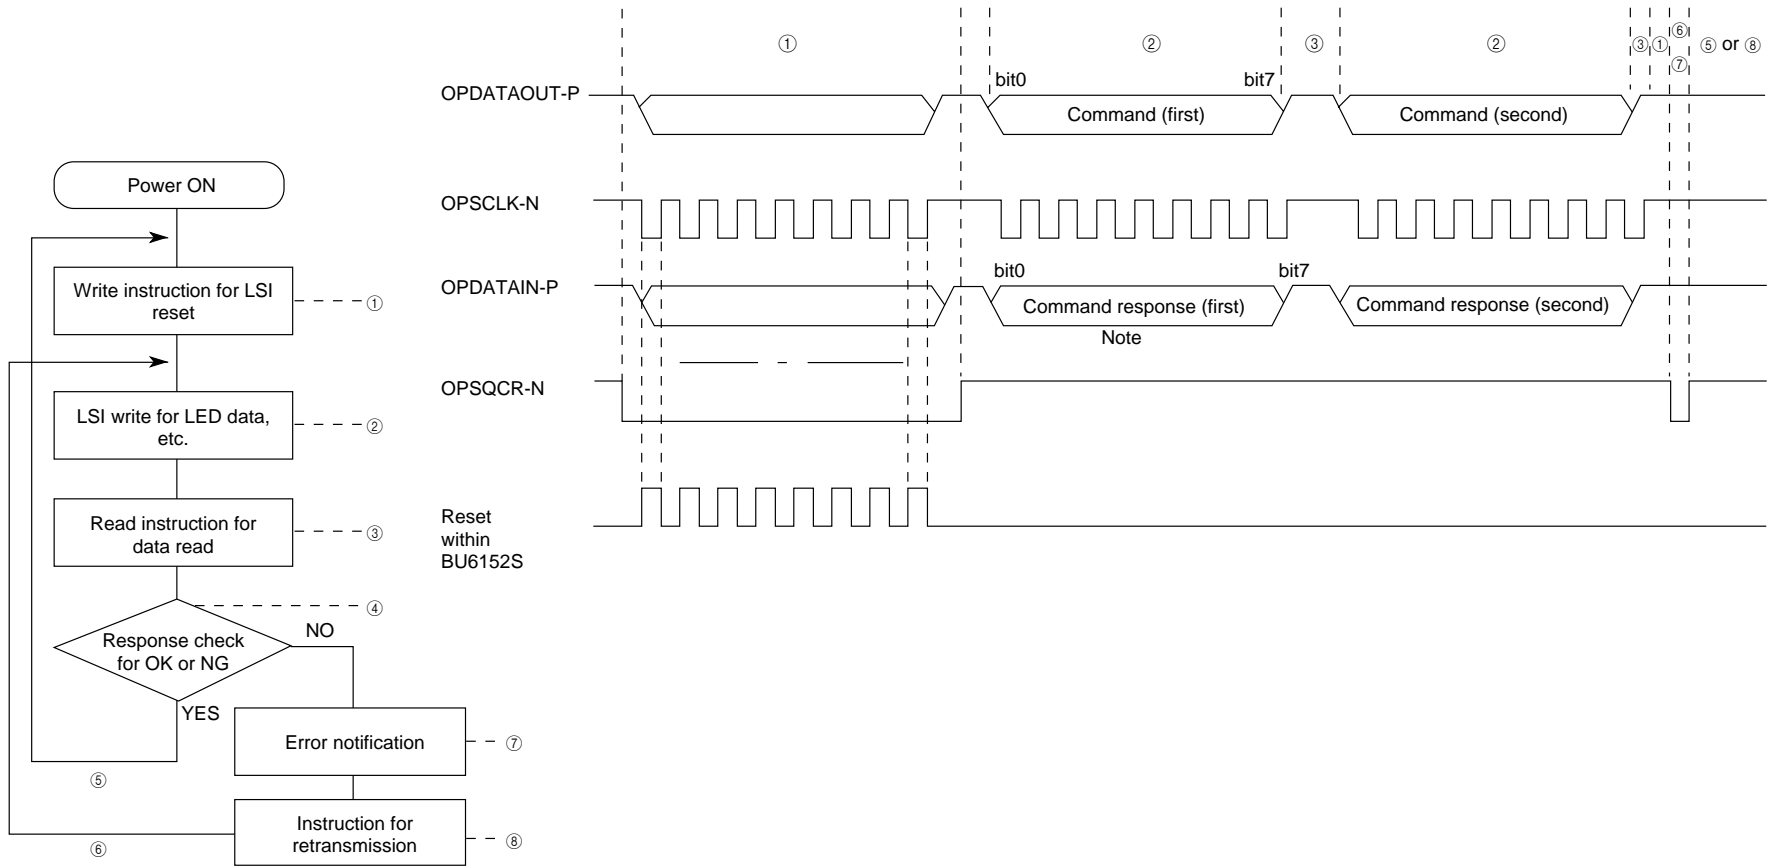 Power ON
Write instruction for LSI
reset
①
LSI write for LED data,
etc.
②
Read instruction for
data read
③
④
Response check
for OK or NG
NO
YES
Error notification
⑦
⑤
Instruction for
retransmission
⑧
⑥
① ② ③ ② ③ ① ⑥ ⑤ or ⑧
⑦
bit0 bit7
OPDATAOUT-P
Command (first) Command (second)
OPSCLK-N
bit0 bit7
OPDATAIN-P
Command response (first) Command response (second)
Note
OPSQCR-N
Reset
within
BU6152S